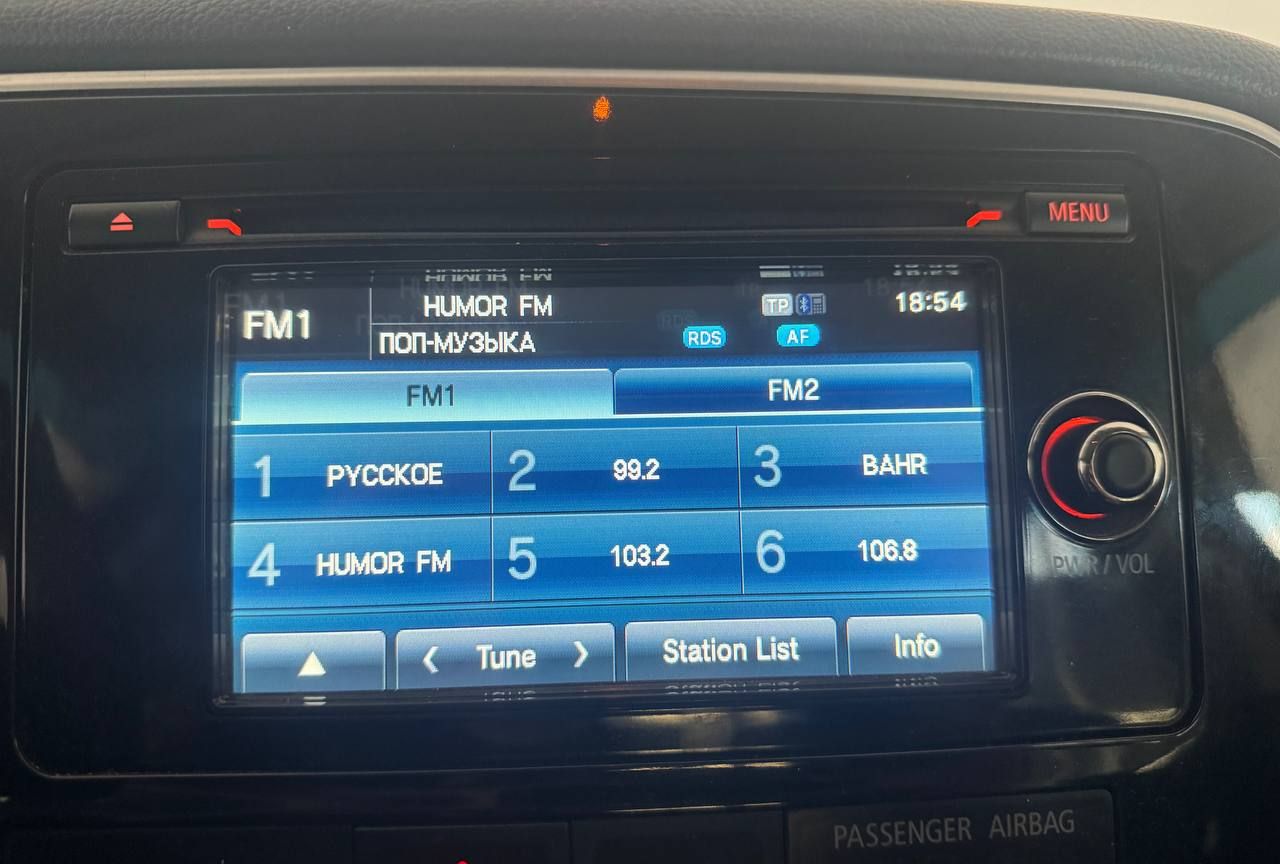 MENU
FM1
HUMOR FM
TP
18:54
ПОП-МУЗЫКА
RDS
AF
FM1
FM2
1 РУССКОЕ
2 99.2
3 ВАНЯ
4 HUMOR FM
5 103.2
6 106.8
Tune
Station List
Info
PWR / VOL
PASSENGER AIRBAG